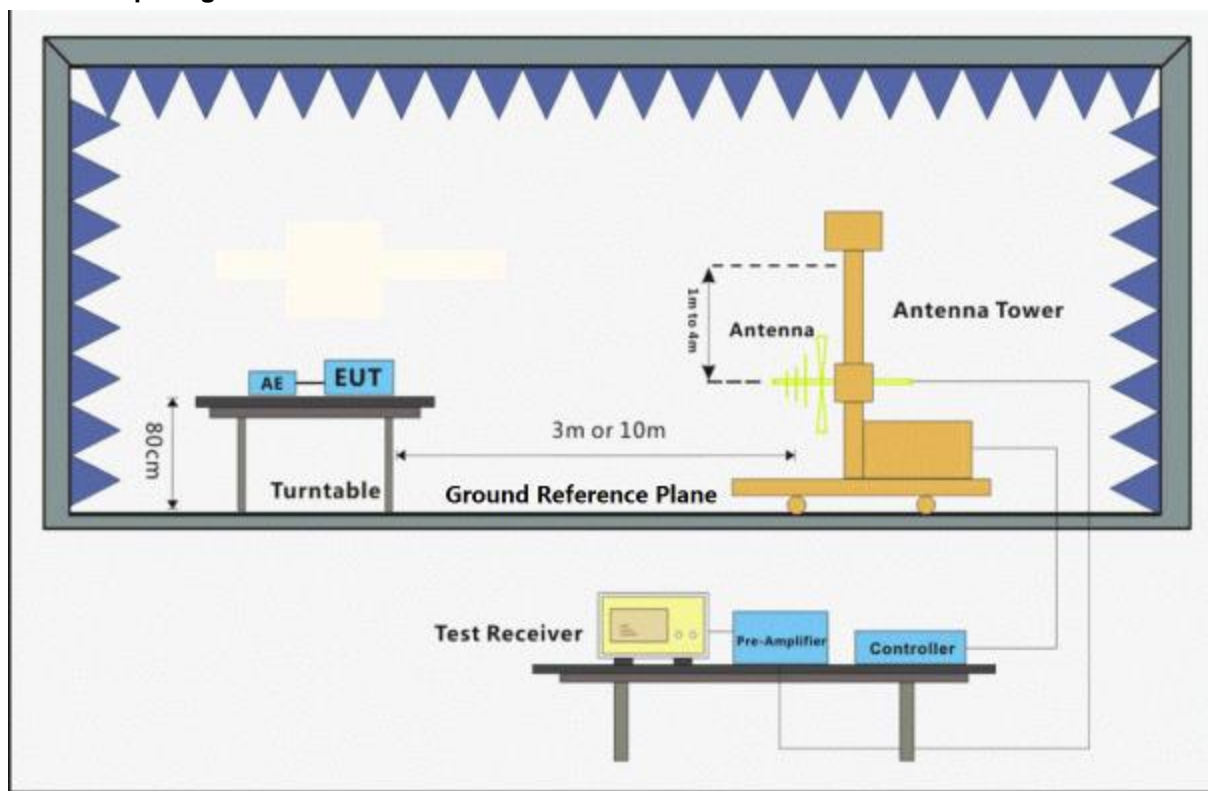 1m to 4m
Antenna
Antenna Tower
AE
EUT
80cm
3m or 10m
Turntable
Ground Reference Plane
Test Receiver
Pre-Amplifier
Controller